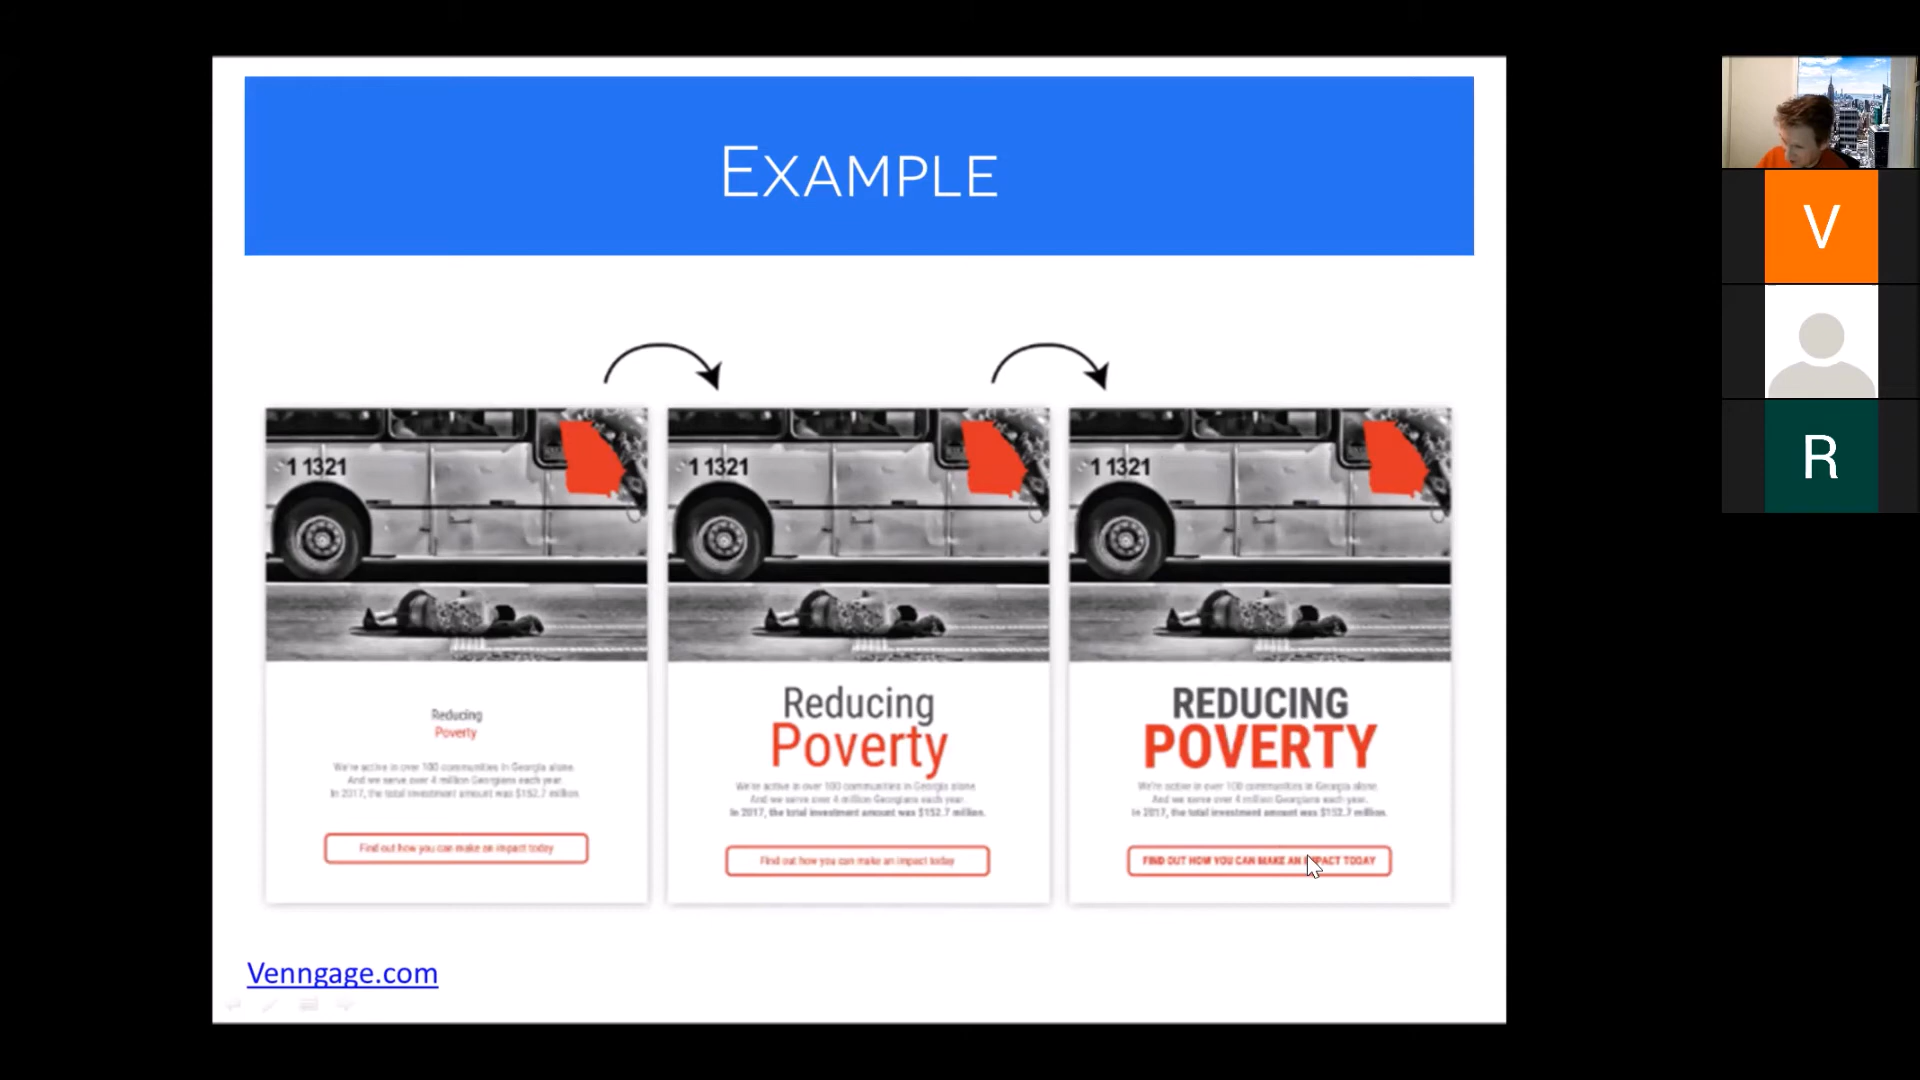 EXAMPLE
1 1321
1 1321
1 1321
Reducing
Poverty
We're active in over 100 communities in Georgia alone.
And we serve over 4 million Georgians each year.
In 2017, the total investment amount was $152.7 million.
Find out how you can make an impact today
Reducing
Poverty
We're active in over 100 communities in Georgia alone.
And we serve over 4 million Georgians each year.
In 2017, the total investment amount was $152.7 million.
Find out how you can make an impact today
REDUCING
POVERTY
We're active in over 100 communities in Georgia alone.
And we serve over 4 million Georgians each year.
In 2017, the total investment amount was $152.7 million.
FIND OUT HOW YOU CAN MAKE AN IMPACT TODAY
Venngage.com
V
R